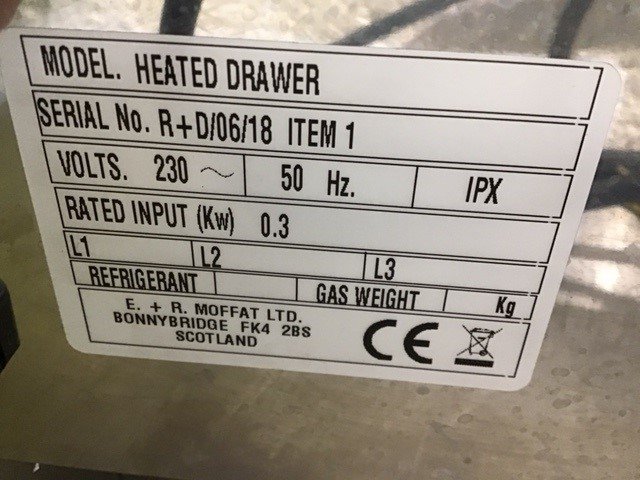 MODEL. HEATED DRAWER
SERIAL No. R+D/06/18 ITEM 1
VOLTS. 230 ~ 50 Hz. IPX
RATED INPUT (Kw) 0.3
L1 L2 L3
REFRIGERANT GAS WEIGHT Kg
E. + R. MOFFAT LTD.
BONNYBRIDGE FK4 2BS
SCOTLAND
CE